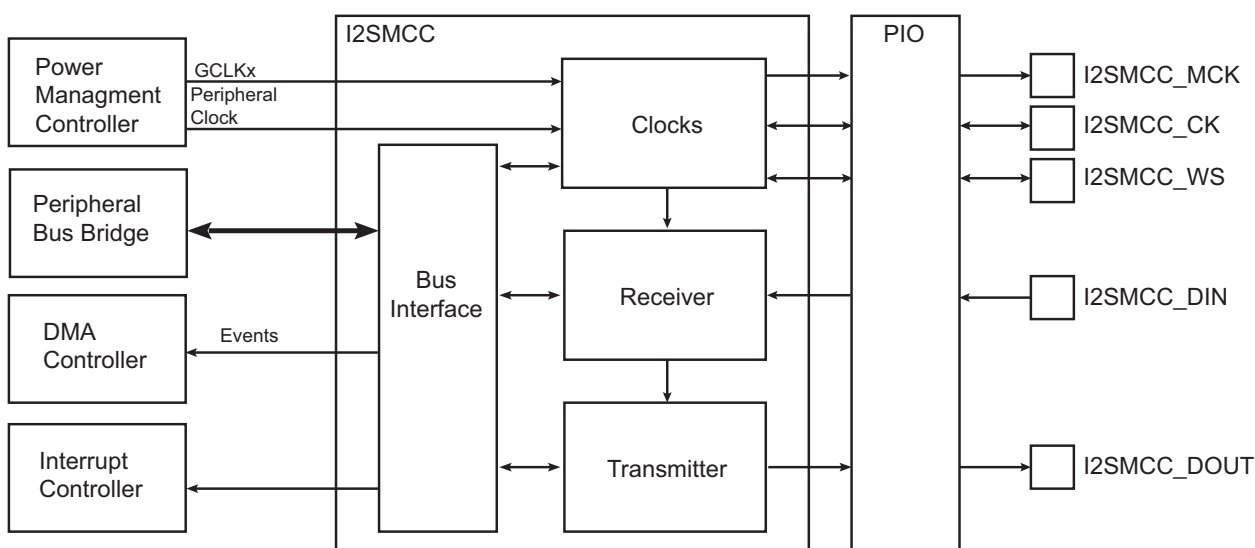 I2SMCC
PIO
Power
Managment
Controller
GCLKx
Peripheral
Clock
Clocks
I2SMCC_MCK
I2SMCC_CK
I2SMCC_WS
Peripheral
Bus Bridge
Bus
Interface
Receiver
I2SMCC_DIN
DMA
Controller
Events
Interrupt
Controller
Transmitter
I2SMCC_DOUT